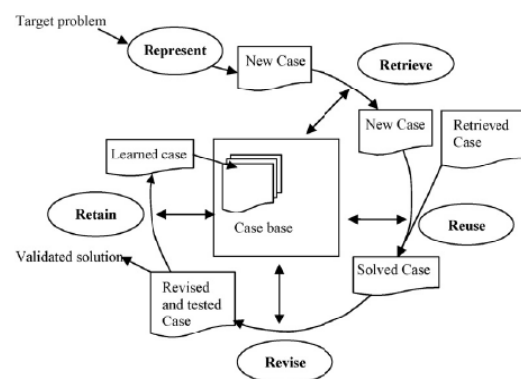 Target problem
Represent
New Case
Retrieve
New Case
Retrieved
Case
Learned case
Case base
Retain
Reuse
Validated solution
Solved Case
Revised
and tested
Case
Revise